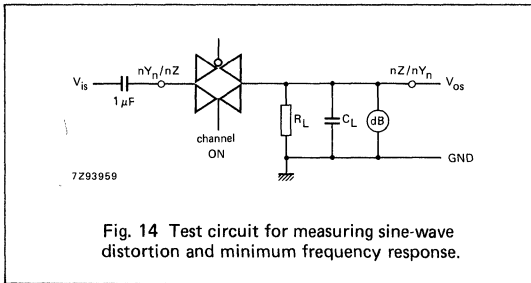 V_is
1 μF
nY_n/nZ
channel
ON
R_L
C_L
dB
nZ/nY_n
V_os
GND
7Z93959
Fig. 14 Test circuit for measuring sine-wave
distortion and minimum frequency response.